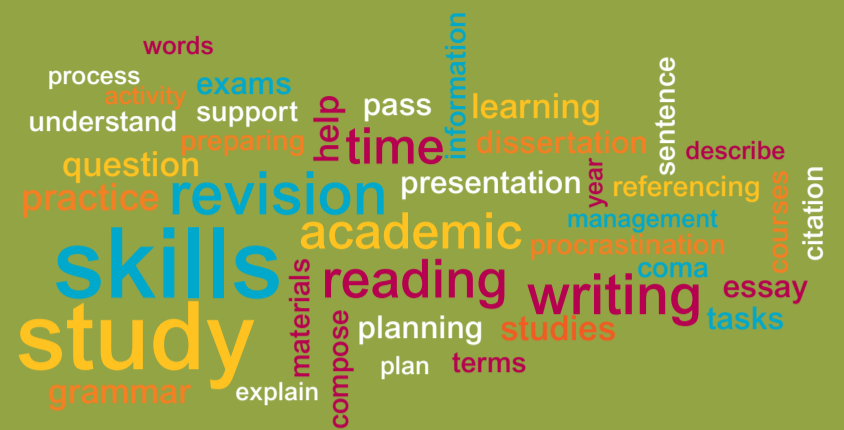 words
information
process
exams
activity
sentence
understand
support
help
pass
learning
preparing
time
dissertation
describe
question
practice
revision
presentation
year
referencing
courses
citation
academic
management
procrastination
skills
materials
reading
coma
writing
essay
study
compose
planning
studies
tasks
plan
terms
grammar
explain